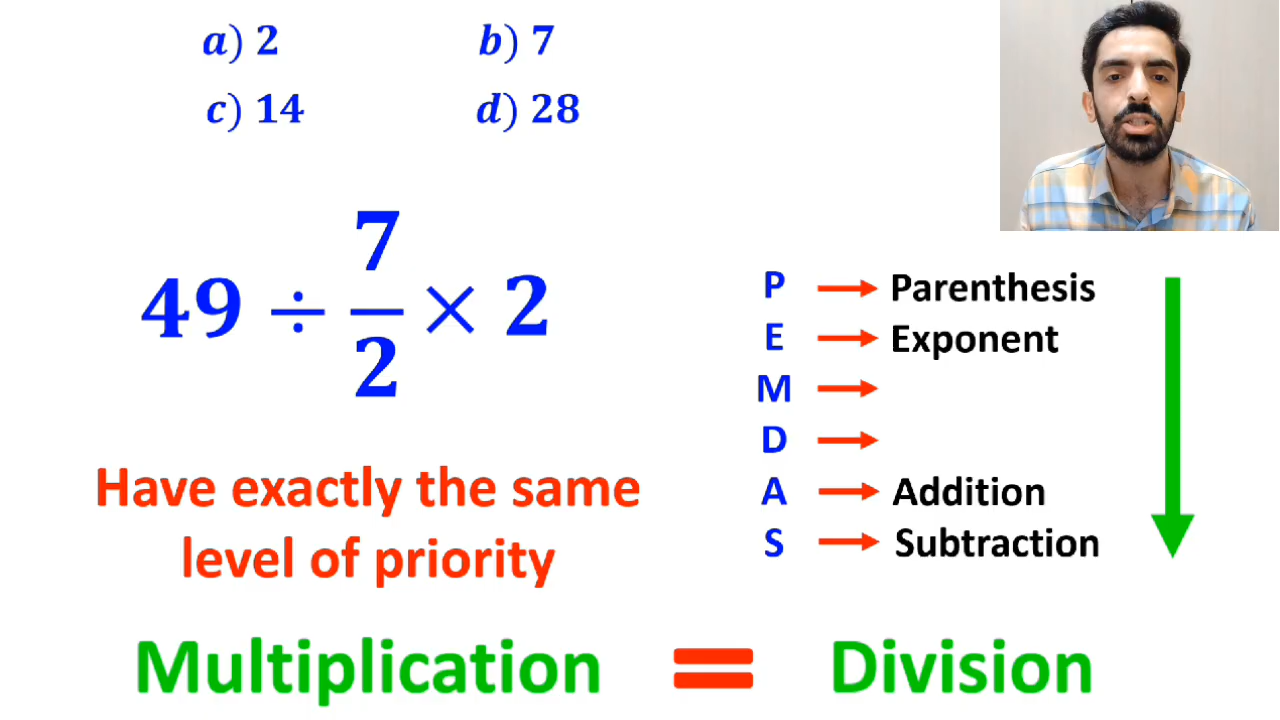 a) 2 b) 7
c) 14 d) 28
49 ÷ 7/2 × 2
P → Parenthesis
E → Exponent
M →
D →
A → Addition
S → Subtraction
Have exactly the same
level of priority
Multiplication = Division